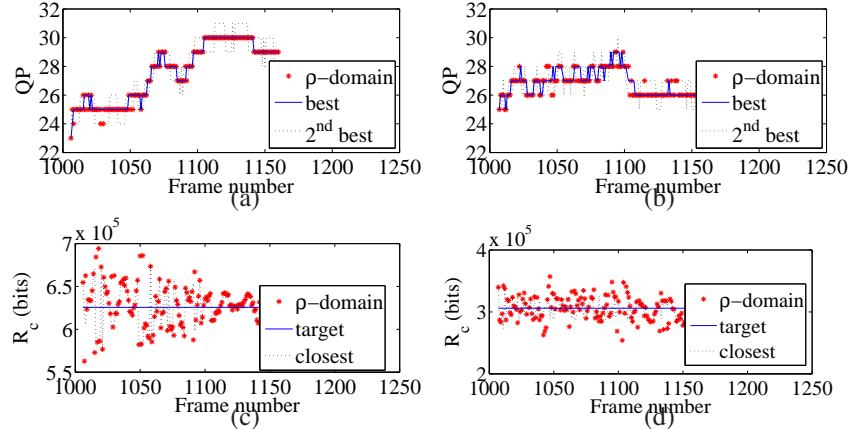 32
30
28
26
24
22
QP
1000 1050 1100 1150 1200 1250
Frame number
ρ−domain
best
2nd best
(a)
32
30
28
26
24
22
QP
1000 1050 1100 1150 1200 1250
Frame number
ρ−domain
best
2nd best
(b)
x 10^5
7
6.5
6
5.5
R_c (bits)
1000 1050 1100 1150 1200 1250
Frame number
ρ−domain
target
closest
(c)
x 10^5
4
3
2
R_c (bits)
1000 1050 1100 1150 1200 1250
Frame number
ρ−domain
target
closest
(d)